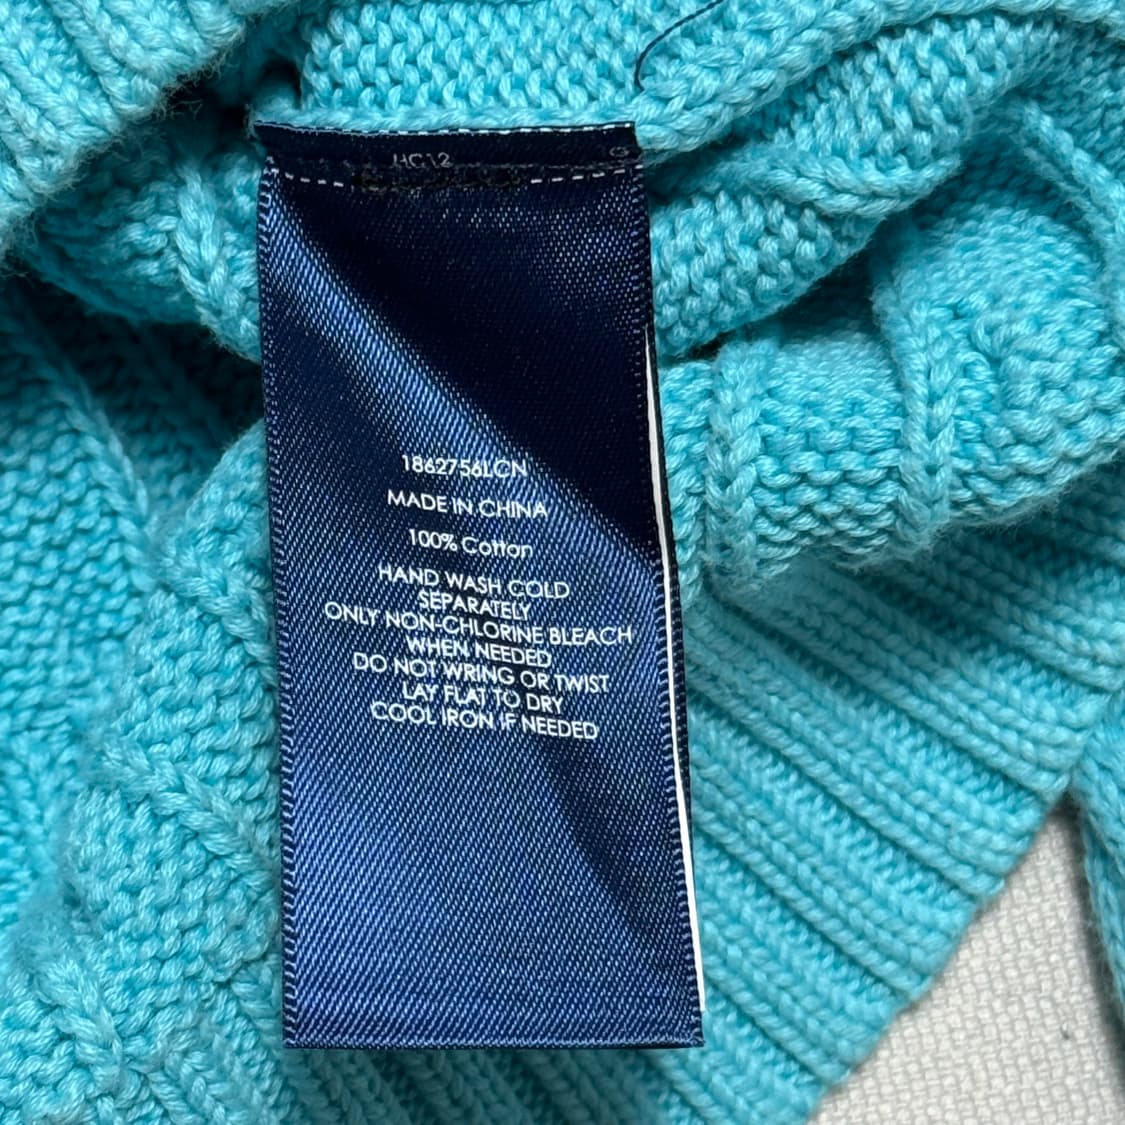 HC12
1862756LCN
MADE IN CHINA
100% Cotton
HAND WASH COLD
SEPARATELY
ONLY NON-CHLORINE BLEACH
WHEN NEEDED
DO NOT WRING OR TWIST
LAY FLAT TO DRY
COOL IRON IF NEEDED